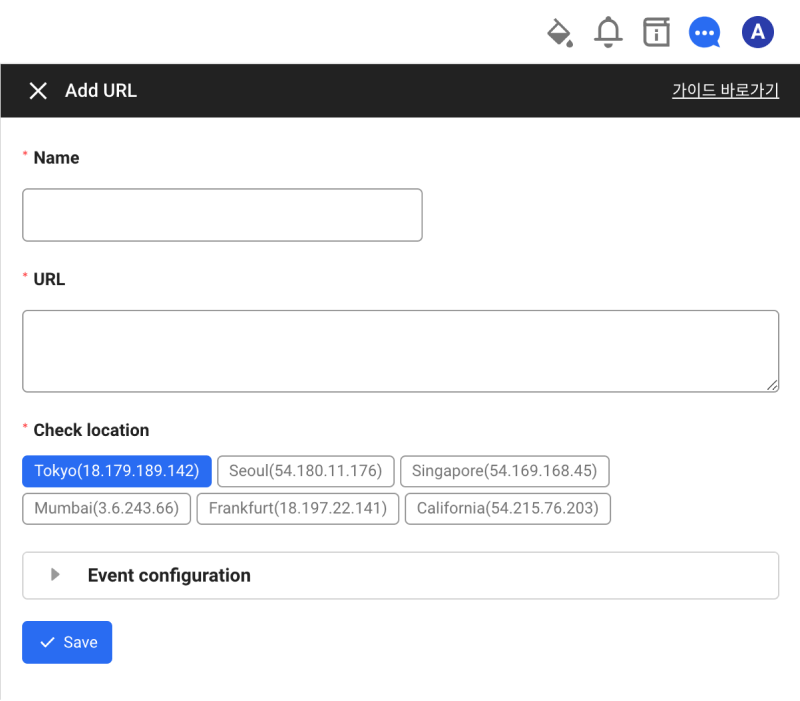 A
Add URL 가이드 바로가기
* Name
* URL
* Check location
Tokyo(18.179.189.142) Seoul(54.180.11.176) Singapore(54.169.168.45)
Mumbai(3.6.243.66) Frankfurt(18.197.22.141) California(54.215.76.203)
Event configuration
Save